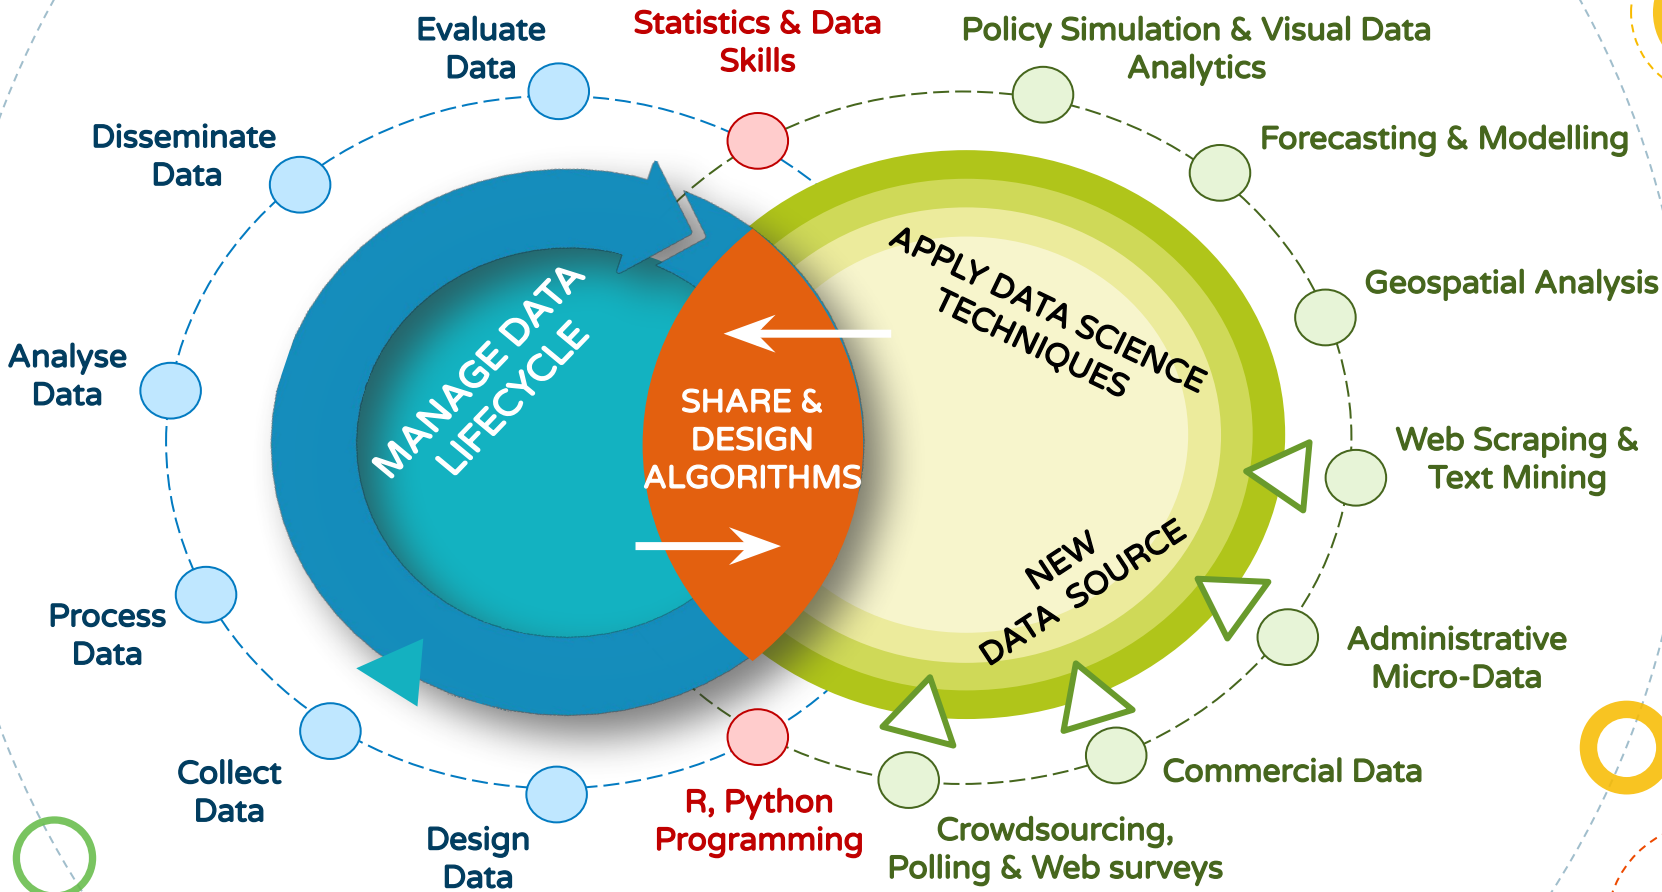 Evaluate
Data
Statistics & Data
Skills
Policy Simulation & Visual Data
Analytics
Disseminate
Data
Forecasting & Modelling
Geospatial Analysis
Analyse
Data
Web Scraping &
Text Mining
Process
Data
Administrative
Micro-Data
Collect
Data
Commercial Data
Design
Data
R, Python
Programming
Crowdsourcing,
Polling & Web surveys
MANAGE DATA
LIFECYCLE
SHARE &
DESIGN
ALGORITHMS
APPLY DATA SCIENCE
TECHNIQUES
NEW
DATA SOURCE